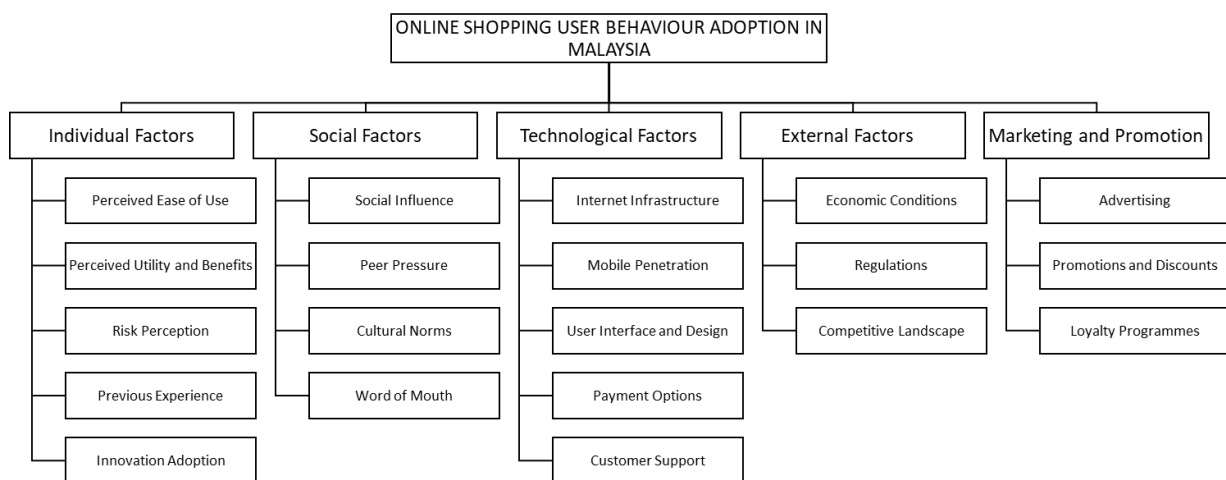 ONLINE SHOPPING USER BEHAVIOUR ADOPTION IN
MALAYSIA
Individual Factors
Perceived Ease of Use
Perceived Utility and Benefits
Risk Perception
Previous Experience
Innovation Adoption
Social Factors
Social Influence
Peer Pressure
Cultural Norms
Word of Mouth
Technological Factors
Internet Infrastructure
Mobile Penetration
User Interface and Design
Payment Options
Customer Support
External Factors
Economic Conditions
Regulations
Competitive Landscape
Marketing and Promotion
Advertising
Promotions and Discounts
Loyalty Programmes